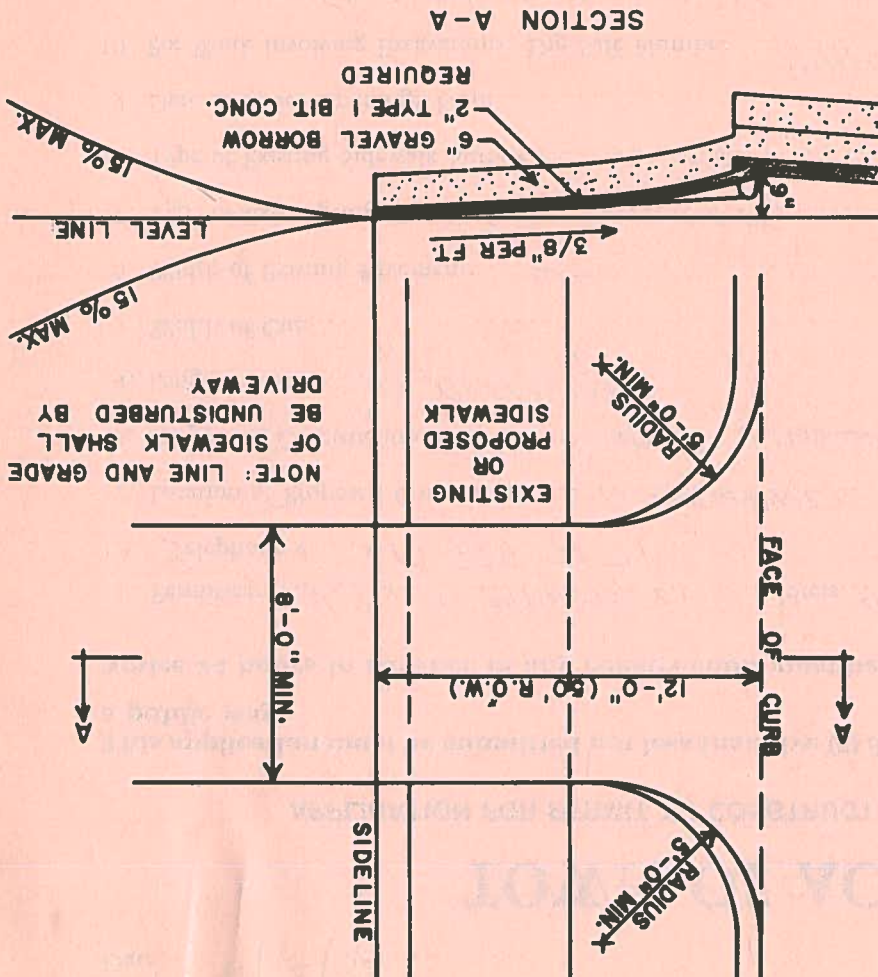 RADIUS
5'-0" MIN.
SIDELINE
12'-0" (50' R.O.W.)
8'-0" MIN.
A
A
FACE OF CURB
EXISTING
OR
PROPOSED
SIDEWALK
NOTE: LINE AND GRADE
OF SIDEWALK SHALL
BE UNDISTURBED BY
DRIVEWAY
RADIUS
5'-0" MIN.
15% MAX.
3/8" PER FT.
LEVEL LINE
6"
15% MAX.
6" GRAVEL BORROW
2" TYPE I BIT. CONC.
REQUIRED
SECTION A-A